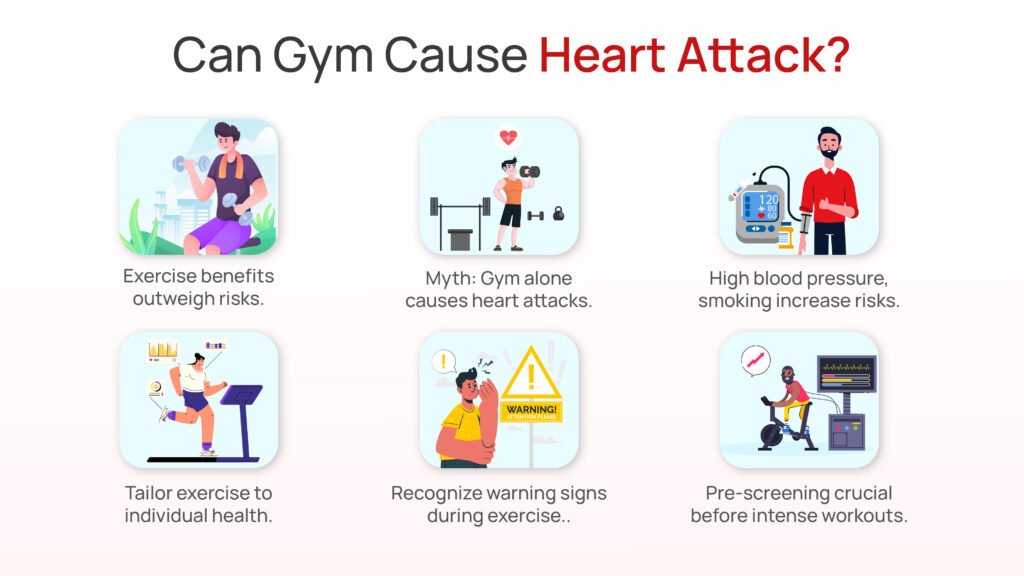 Can Gym Cause Heart Attack?
Exercise benefits
outweigh risks.
Myth: Gym alone
causes heart attacks.
120
80
60
High blood pressure,
smoking increase risks.
Tailor exercise to
individual health.
WARNING!
ATTENTION PLEASE
Recognize warning signs
during exercise..
Pre-screening crucial
before intense workouts.